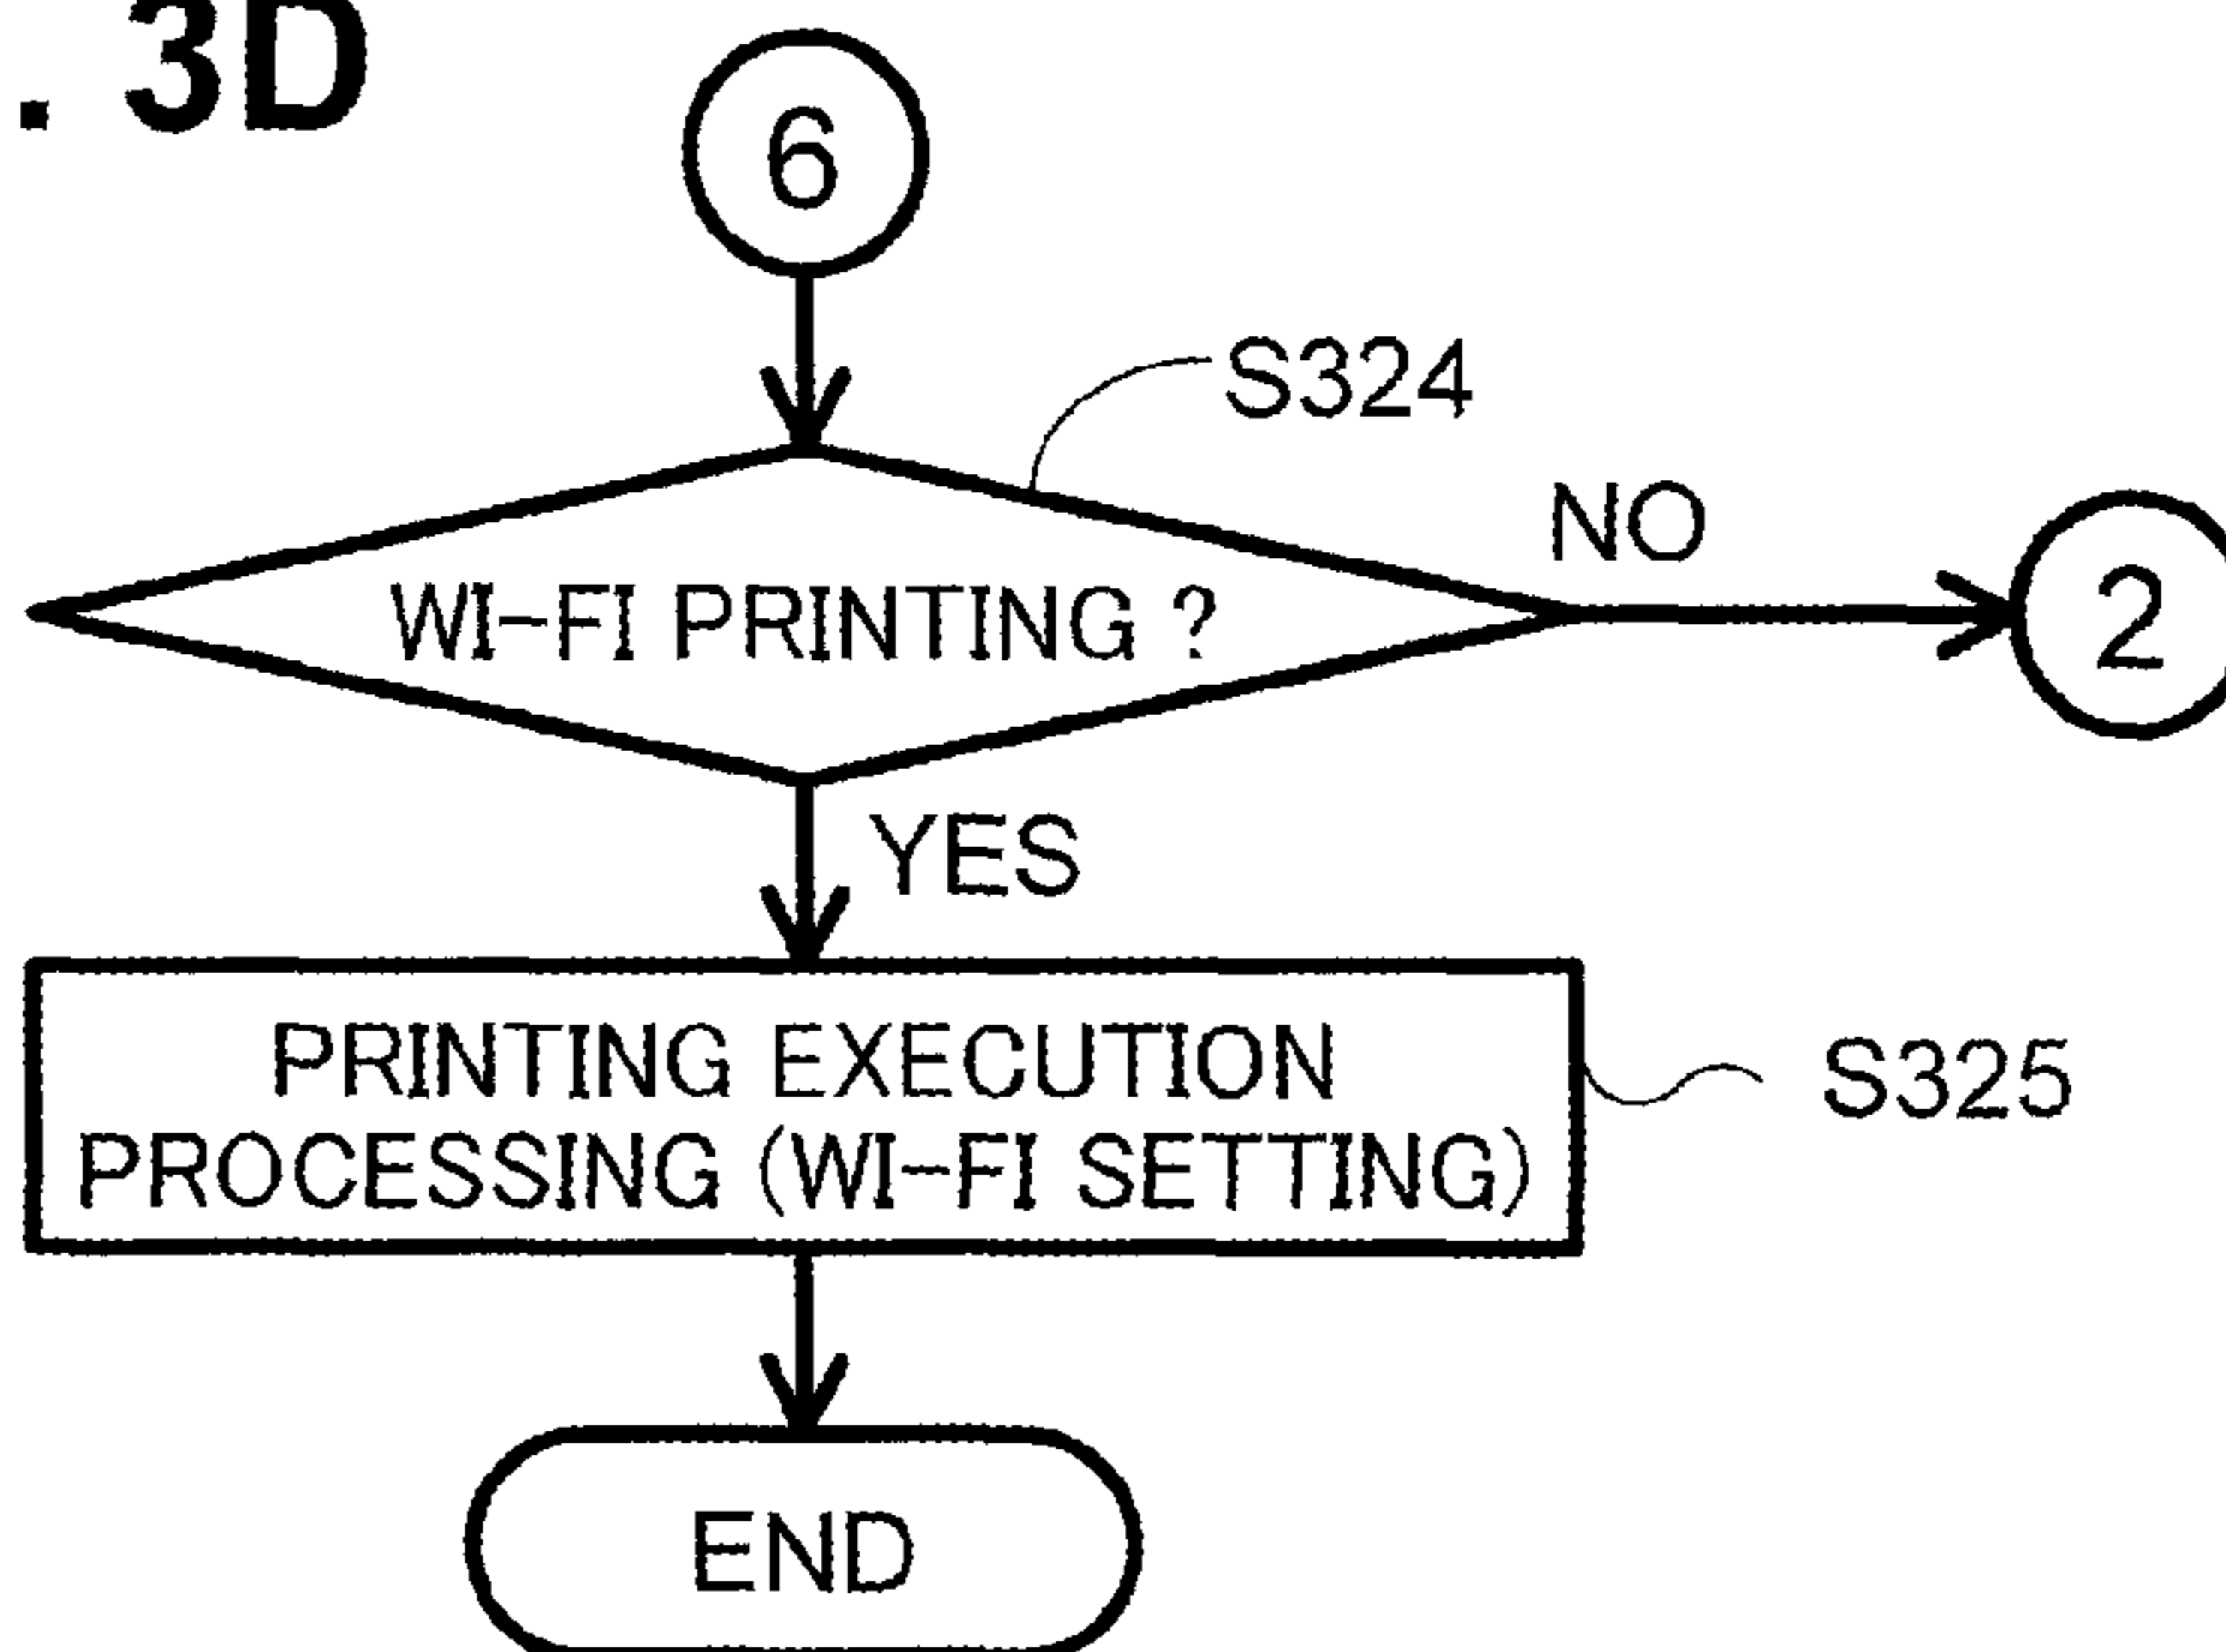 . 3D
6
S324
WI-FI PRINTING ?
NO
2
YES
PRINTING EXECUTION
PROCESSING (WI-FI SETTING)
S325
END